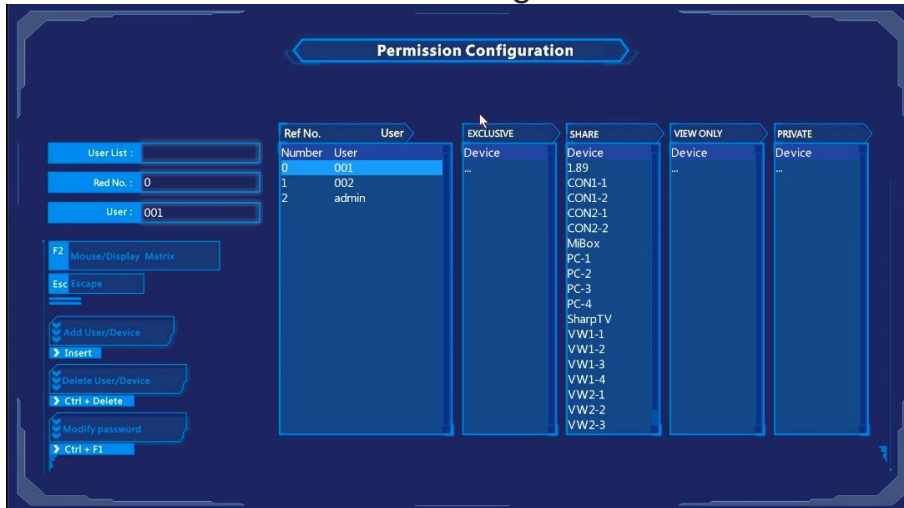 Permission Configuration
User List :
Red No. : 0
User : 001
F2 Mouse/Display Matrix
Esc Escape
Add User/Device
Insert
Delete User/Device
Ctrl + Delete
Modify password
Ctrl + F1
Ref No. User
Number User
0 001
1 002
2 admin
EXCLUSIVE
Device
...
SHARE
Device
1.89
CON1-1
CON1-2
CON2-1
CON2-2
MiBox
PC-1
PC-2
PC-3
PC-4
SharpTV
VW1-1
VW1-2
VW1-3
VW1-4
VW2-1
VW2-2
VW2-3
VIEW ONLY
Device
...
PRIVATE
Device
...